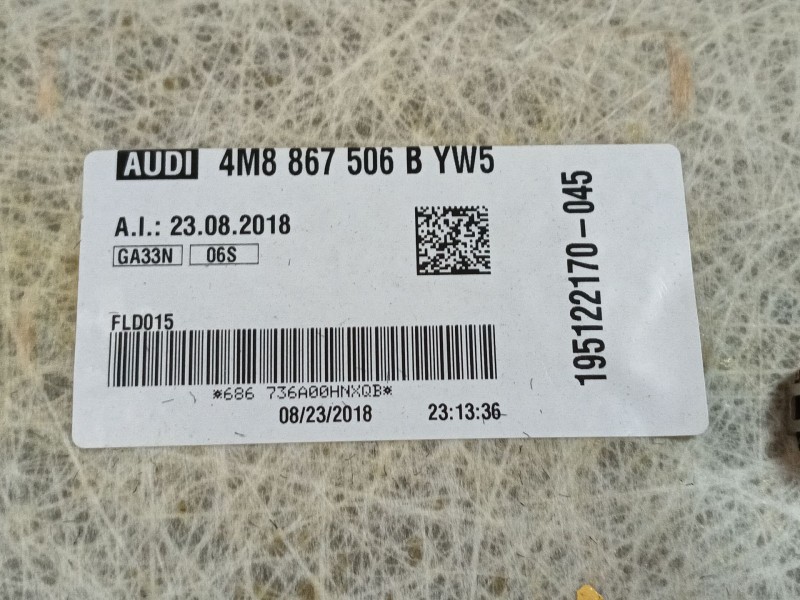 AUDI 4M8 867 506 B YW5
A.I.: 23.08.2018
GA33N 06S
FLD015
*686 736A00HNXQB*
08/23/2018 23:13:36
195122170-045